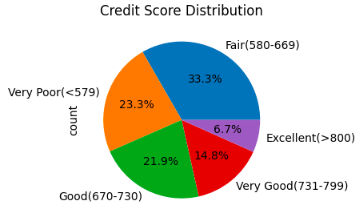 Credit Score Distribution
Fair(580-669)
33.3%
Very Poor(<579)
23.3%
count
6.7%
Excellent(>800)
21.9%
14.8%
Very Good(731-799)
Good(670-730)